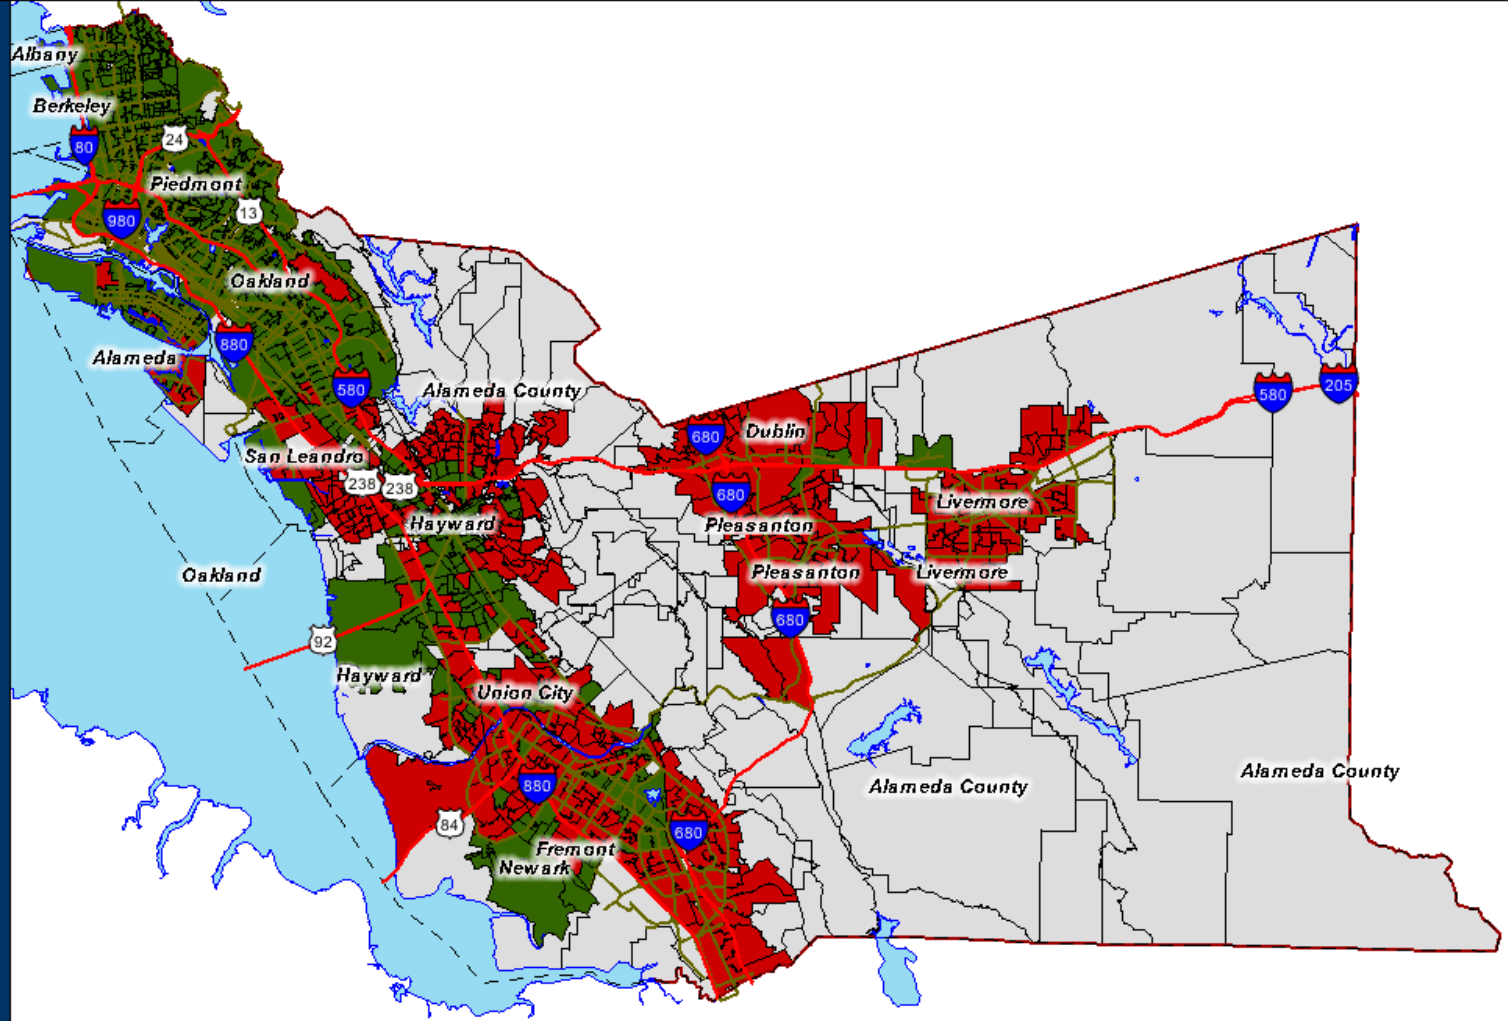 Albany
Berkeley
80
24
Piedmont
980
13
Oakland
880
Alameda
580
Alameda County
680
Dublin
580
205
San Leandro
238
238
680
Hayward
Pleasanton
Livermore
Oakland
Pleasanton
Livermore
680
92
Hayward
Union City
880
Alameda County
Alameda County
84
680
Fremont
Newark